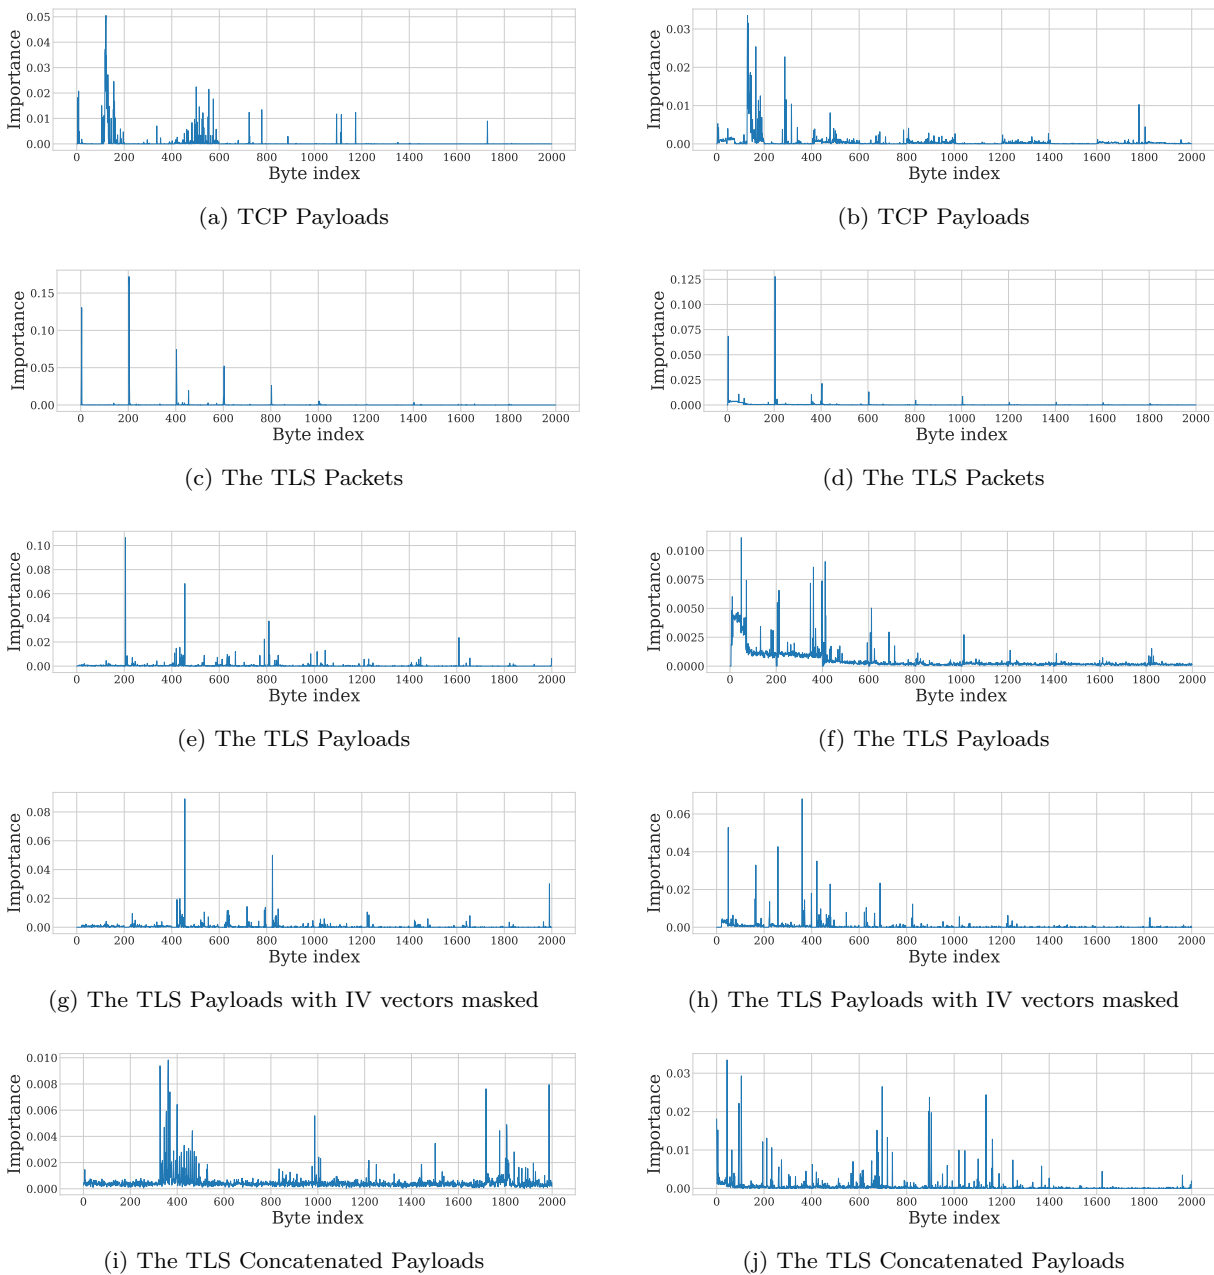 0.05
0.04
0.03
0.02
0.01
0.00
Importance
0 200 400 600 800 1000 1200 1400 1600 1800 2000
Byte index
(a) TCP Payloads
0.03
0.02
0.01
0.00
Importance
0 200 400 600 800 1000 1200 1400 1600 1800 2000
Byte index
(b) TCP Payloads
0.15
0.10
0.05
0.00
Importance
0 200 400 600 800 1000 1200 1400 1600 1800 2000
Byte index
(c) The TLS Packets
0.125
0.100
0.075
0.050
0.025
0.000
Importance
0 200 400 600 800 1000 1200 1400 1600 1800 2000
Byte index
(d) The TLS Packets
0.10
0.08
0.06
0.04
0.02
0.00
Importance
0 200 400 600 800 1000 1200 1400 1600 1800 2000
Byte index
(e) The TLS Payloads
0.0100
0.0075
0.0050
0.0025
0.0000
Importance
0 200 400 600 800 1000 1200 1400 1600 1800 2000
Byte index
(f) The TLS Payloads
0.08
0.06
0.04
0.02
0.00
Importance
0 200 400 600 800 1000 1200 1400 1600 1800 2000
Byte index
(g) The TLS Payloads with IV vectors masked
0.06
0.04
0.02
0.00
Importance
0 200 400 600 800 1000 1200 1400 1600 1800 2000
Byte index
(h) The TLS Payloads with IV vectors masked
0.010
0.008
0.006
0.004
0.002
0.000
Importance
0 200 400 600 800 1000 1200 1400 1600 1800 2000
Byte index
(i) The TLS Concatenated Payloads
0.03
0.02
0.01
0.00
Importance
0 200 400 600 800 1000 1200 1400 1600 1800 2000
Byte index
(j) The TLS Concatenated Payloads